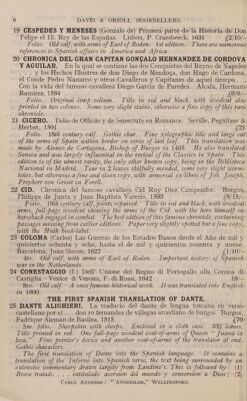 6 DAVIS & ORIOLI, BOOKSELLERS,
19 CESPEDES Y MENESES (Gonzalo de) Primera parte de la Historia de Don
Felipe el III. Rey de las Españas. Lisbon, P. Craesbeeck, 1631 £2/10/-
Folio. Old calf, with arms of Earl of Roden. 1st edition. There are numerous
references to Spanish affairs in America and Africa.
20 CHRONICA DEL GRAN CAPITAN GONÇALO HERNANDEZ DE CORDOVA
Y AGUILAR. En la qual se contiene las dos Conquistas del Reyno de Napoles
. . . y los Hechos Illustres de don Diego de Mendoça, don Hugo de Cardona,
el Conde Pedro Nauarro y otros Cavalleros y Capitanes de aquel tiempo . . .
Con la vida del famoso cavallero Diego Garcia de Paredes. Alcala, Hernany
Ramirez, 1584 £6/6/-
Folio. Original limp vellum. Title in red and black, with woodcut also
printed in two colours. Some very slight stains, otherwise a fine copy of this rare
chronicle.
21 CICERO. Tulio de Officiis y de Senectute en Romance. Seville, Pegnitzer &
Herbst, 1501 £21
Folio. 18th century calf. Gothic char. Fine xylographic title and large cut
of the arms of Spain within border on verso of last leaf. This translation was
made by Alonso de Cartagena, Bishop of Burgos in 1465. He also translated
Seneca and was largely influential in the revival of the Classics in Spain. This
edition is of the utmost rarity, the only other known copy, being in the Biblioteca
Nacional in Madrid. Tear in 2 leaves skilfully mended, some very slight worm-
holes, but otherwise a fine and clean copy, with armorial ex-libris of Joh. Joseph.
Freyherr von Gesst zu Forell.
22 CID. Chronica del famoso cavallero Cid Ruy Diez Campeador. Burgos,
Philippe de Junta y Juan Baptista Varesio, 1593 £8/15/-
Folio, 18th century calf, joints repaired. Title in red and black, with woodcut
arms, full-page woodcut shewing the arms of the Cid, with the hero himself on
horseback engaged in combat. The best edition of this famous chronicle, containing
passages omitted in the earlier editions. Paper very slightly spotted but a fine copy,
with the Huth book-label.
23 COLOMA (Carlos) Las Guerras de los Estados Baxos desde el Año de mil y
quinientos ochenta y ocho, hasta el de mil y quinientos nouenta y nueve.
Barcelona, Juan Simon, 1627 £1/10/-
4to. Old calf, with arms of Earl of Roden. Important history of Spanish
war in the Netherlands.
24 CONESTAGGIO (I.) Dell' Unione del Regno di Portogallo alla Corona di
Castiglia. Venice & Verona, F. di Rossi, 1642 18/-
8vo. Old calf. A once famous historical work. It was translated into English
in 1600.
THE FIRST SPANISH TRANSLATION OF DANTE.
25 DANTE ALIGHIERI. La traducion del dante de lengua toscana en verso
castellano por el . . . don ro fernandez de villegas arcediano de burgos. Burgos,
Fadrique Aleman de Basilea, 1515 £70
Sm. folio. Sheepskin with clasps. Enclosed in a cloth case. 332 leaves.
Title printed in red. One full-page woodcut coat-of-arms of Queen "Juana la
loca." Fine printer's device and another coat-of-arms of the translator at end.
Gothic characters.
The first translation of Dante into the Spanish language. It contains a
translation of the Inferno into Spanish verse, the text being surrounded by an
extensive commentary drawn largely from Landino's. This is followed by: (1)
Breve tratado . . . intitulado aversion del mundo y conversion a Dios; (2)
CABLE ADDRESS: "AVODIOLIS," WALLINGFORD.